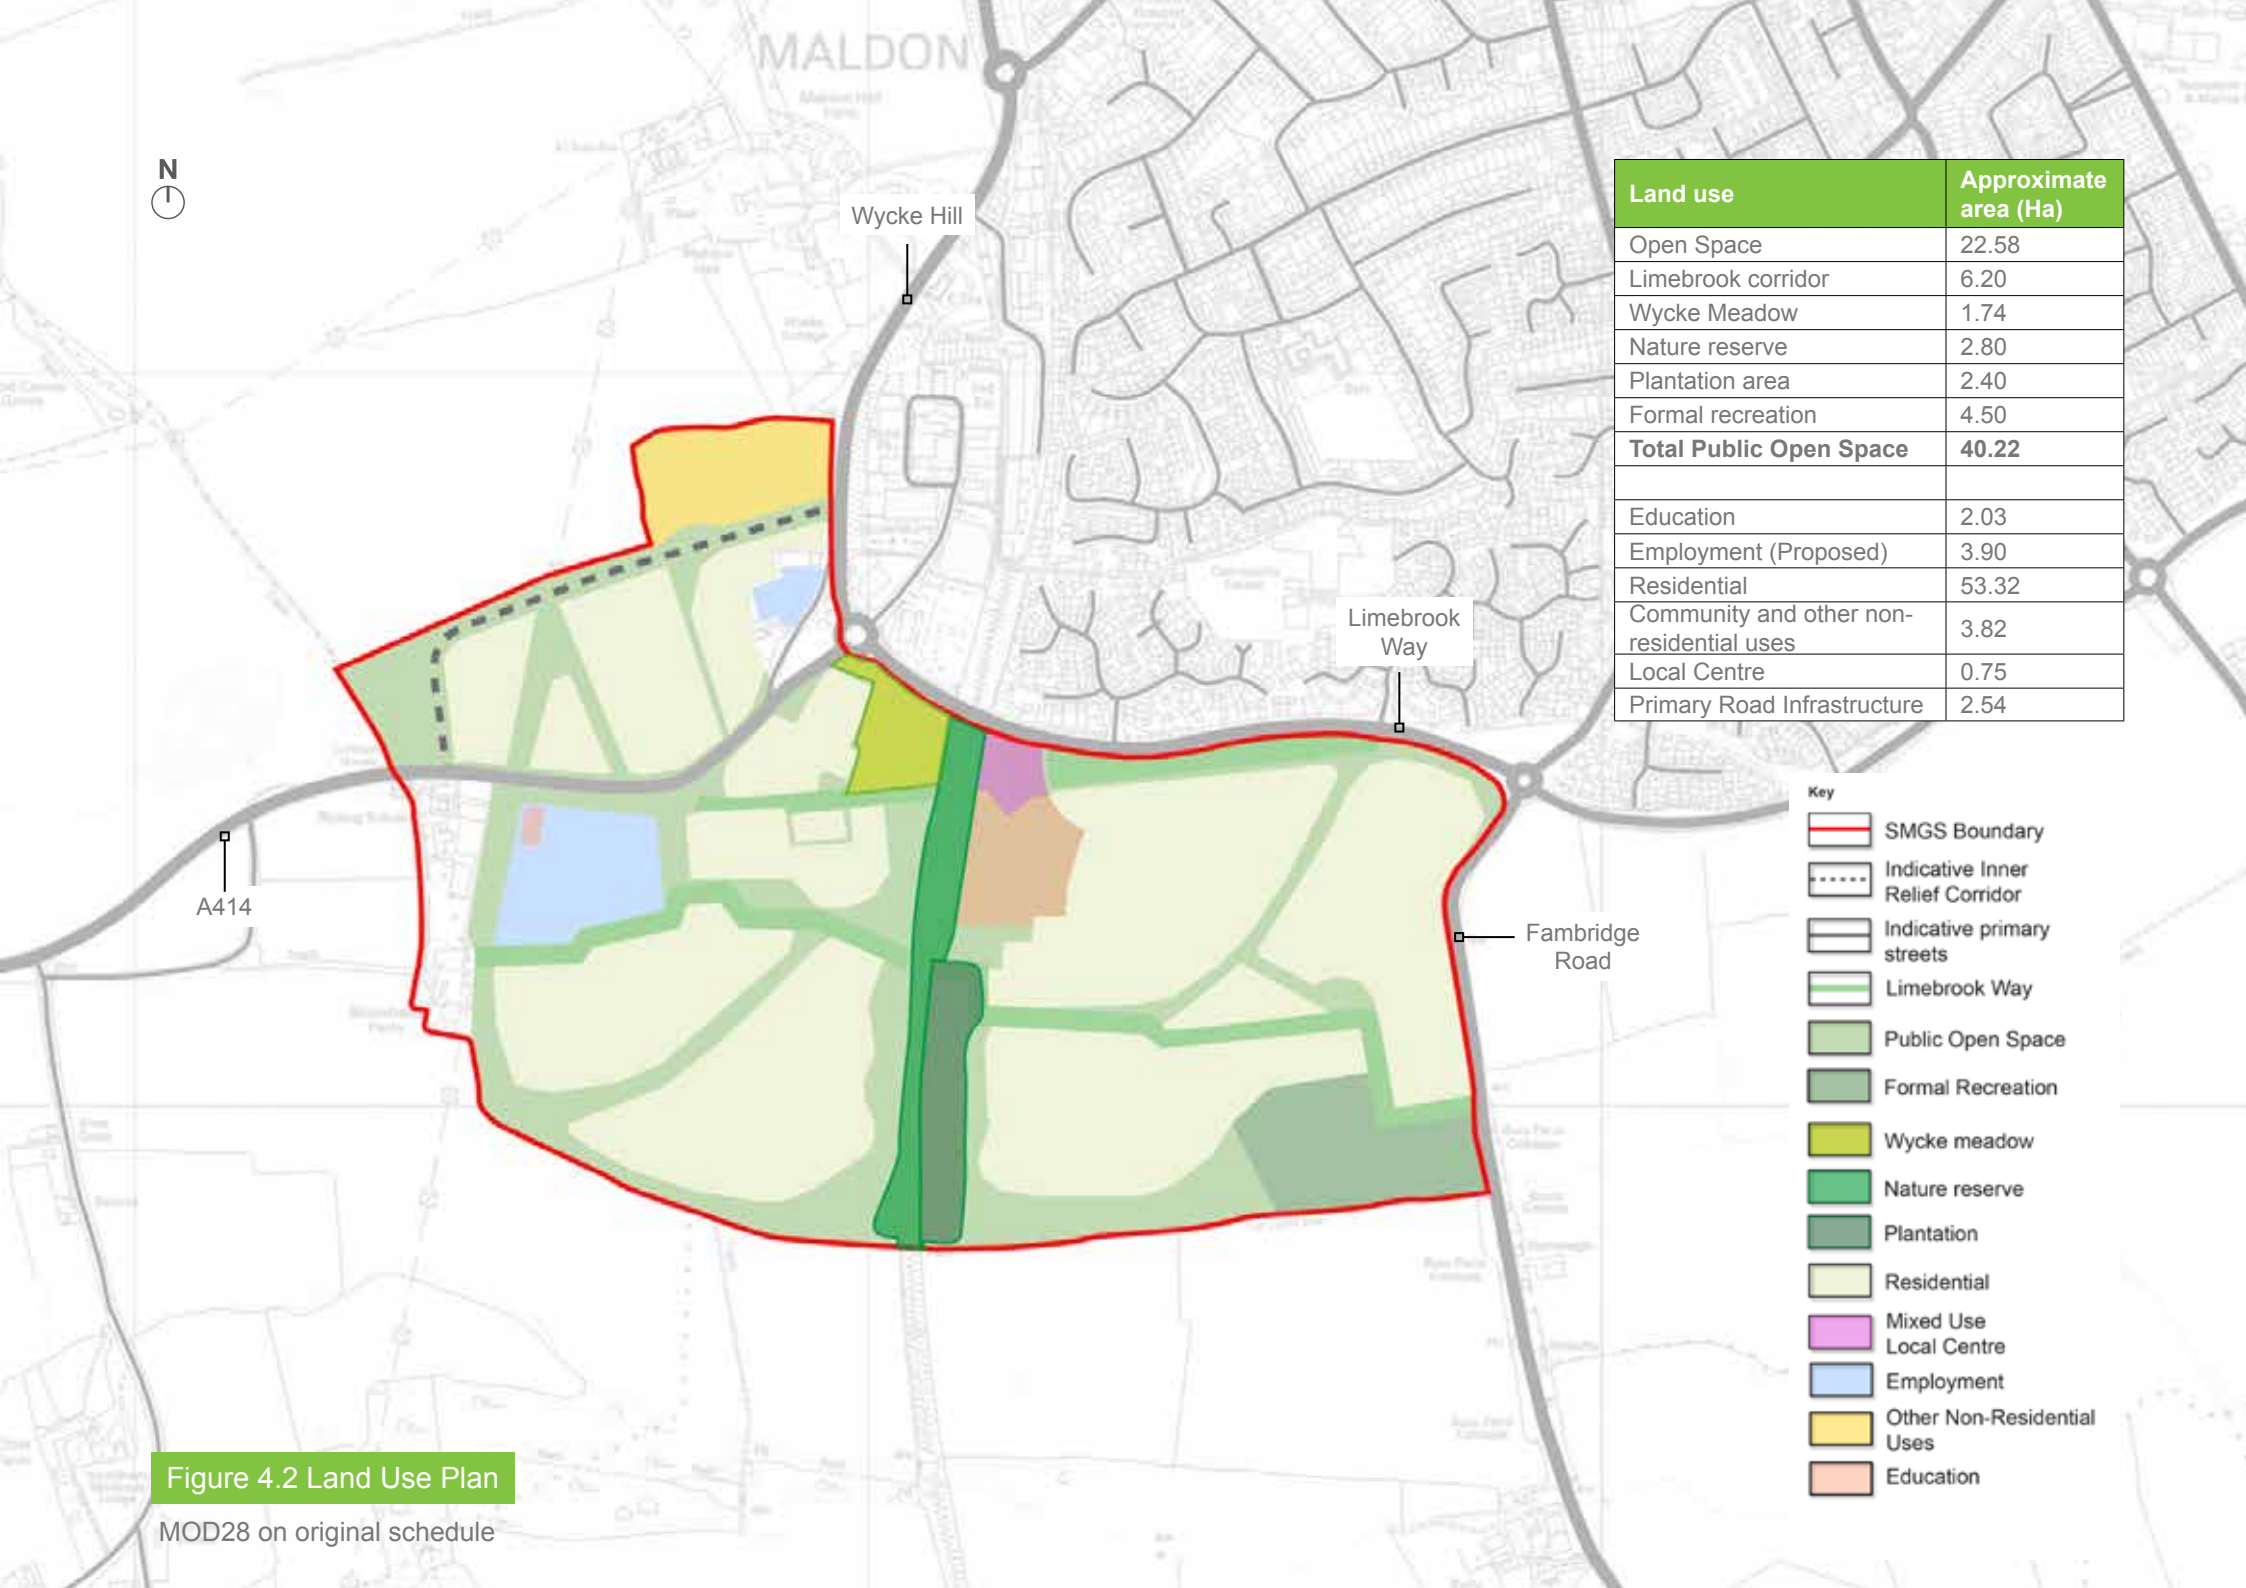 MALDON
N
Wycke Hill
Limebrook
Way
A414
Fambridge
Road
Land use Approximate
area (Ha)
Open Space 22.58
Limebrook corridor 6.20
Wycke Meadow 1.74
Nature reserve 2.80
Plantation area 2.40
Formal recreation 4.50
Total Public Open Space 40.22
Education 2.03
Employment (Proposed) 3.90
Residential 53.32
Community and other non-
residential uses 3.82
Local Centre 0.75
Primary Road Infrastructure 2.54
Key
SMGS Boundary
Indicative Inner
Relief Corridor
Indicative primary
streets
Limebrook Way
Public Open Space
Formal Recreation
Wycke meadow
Nature reserve
Plantation
Residential
Mixed Use
Local Centre
Employment
Other Non-Residential
Uses
Education
Figure 4.2 Land Use Plan
MOD28 on original schedule